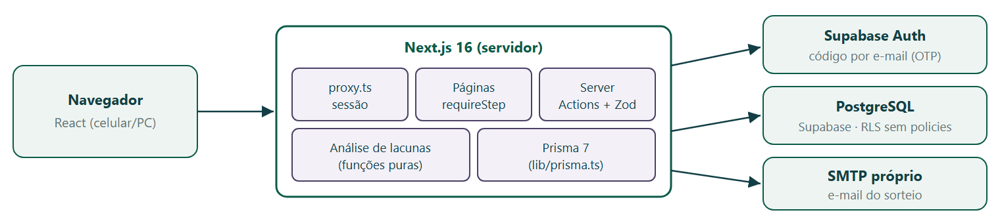 Navegador
React (celular/PC)
Next.js 16 (servidor)
proxy.ts
sessão
Páginas
requireStep
Server
Actions + Zod
Análise de lacunas
(funções puras)
Prisma 7
(lib/prisma.ts)
Supabase Auth
código por e-mail (OTP)
PostgreSQL
Supabase · RLS sem policies
SMTP próprio
e-mail do sorteio